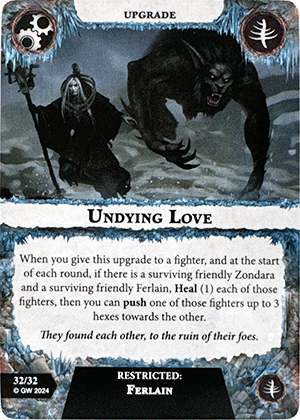 UPGRADE
UNDYING LOVE
When you give this upgrade to a fighter, and at the start
of each round, if there is a surviving friendly Zondara
and a surviving friendly Ferlain, Heal (1) each of those
fighters, then you can push one of those fighters up to 3
hexes towards the other.
They found each other, to the ruin of their foes.
32/32
© GW 2024
RESTRICTED:
FERLAIN